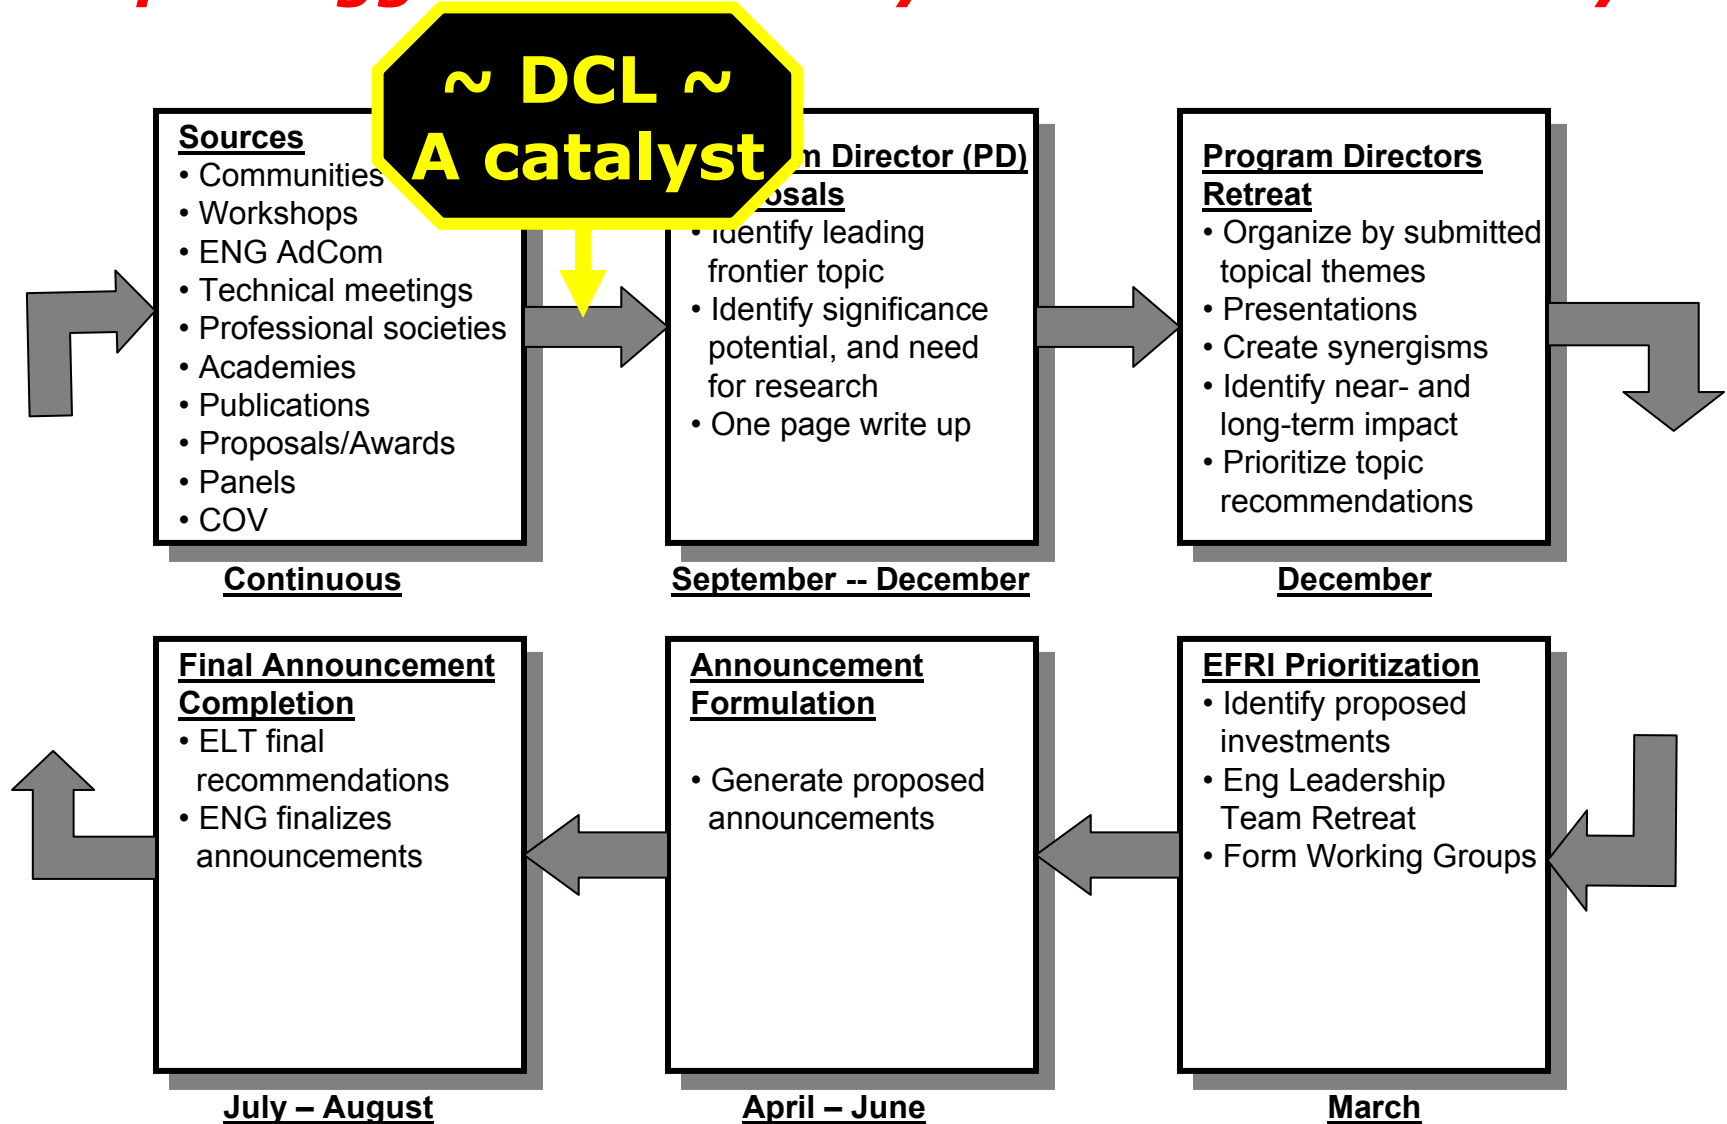 ~ DCL ~
A catalyst
Sources
• Communities
• Workshops
• ENG AdCom
• Technical meetings
• Professional societies
• Academies
• Publications
• Proposals/Awards
• Panels
• COV
Continuous
Director (PD)
• Identify leading
frontier topic
• Identify significance
potential, and need
for research
• One page write up
September -- December
Program Directors
Retreat
• Organize by submitted
topical themes
• Presentations
• Create synergisms
• Identify near- and
long-term impact
• Prioritize topic
recommendations
December
Final Announcement
Completion
• ELT final
recommendations
• ENG finalizes
announcements
July – August
Announcement
Formulation
• Generate proposed
announcements
April – June
EFRI Prioritization
• Identify proposed
investments
• Eng Leadership
Team Retreat
• Form Working Groups
March